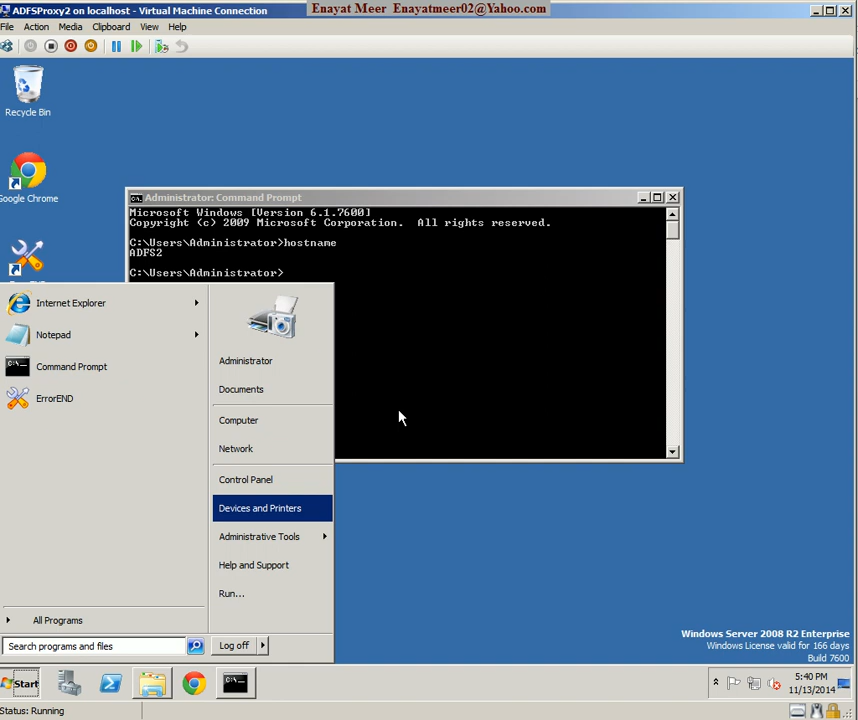 ADFSProxy2 on localhost - Virtual Machine Connection
Enayat Meer Enayatmeer02@Yahoo.com
File Action Media Clipboard View Help
Recycle Bin
Google Chrome
Administrator: Command Prompt
Microsoft Windows [Version 6.1.7600]
Copyright (c) 2009 Microsoft Corporation. All rights reserved.
C:\Users\Administrator>hostname
ADFS2
C:\Users\Administrator>
Internet Explorer
Notepad
Command Prompt
ErrorEND
All Programs
Search programs and files
Administrator
Documents
Computer
Network
Control Panel
Devices and Printers
Administrative Tools
Help and Support
Run...
Log off
Windows Server 2008 R2 Enterprise
Windows License valid for 166 days
Build 7600
Start
5:40 PM
11/13/2014
Status: Running